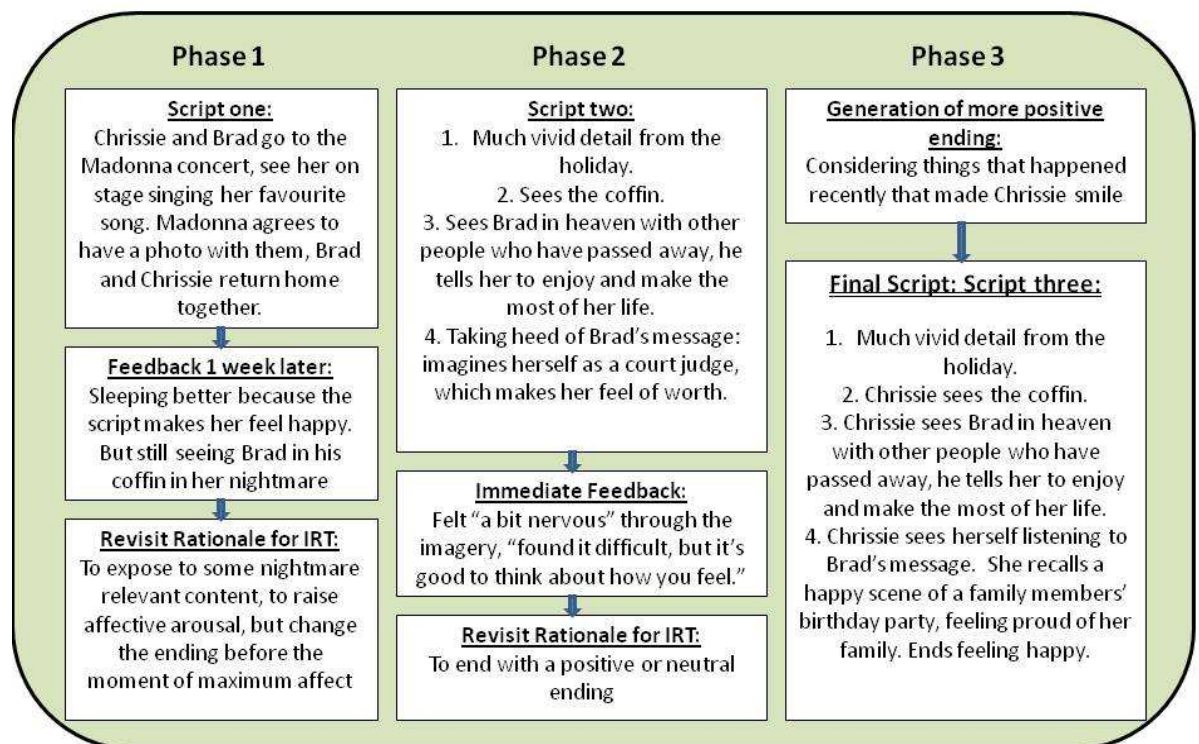 Phase 1
Script one:
Chrissie and Brad go to the
Madonna concert, see her on
stage singing her favourite
song. Madonna agrees to
have a photo with them, Brad
and Chrissie return home
together.
Feedback 1 week later:
Sleeping better because the
script makes her feel happy.
But still seeing Brad in his
coffin in her nightmare
Revisit Rationale for IRT:
To expose to some nightmare
relevant content, to raise
affective arousal, but change
the ending before the
moment of maximum affect
Phase 2
Script two:
1. Much vivid detail from the
holiday.
2. Sees the coffin.
3. Sees Brad in heaven with other
people who have passed away, he
tells her to enjoy and make the
most of her life.
4. Taking heed of Brad's message:
imagines herself as a court judge,
which makes her feel of worth.
Immediate Feedback:
Felt "a bit nervous" through the
imagery, "found it difficult, but it's
good to think about how you feel."
Revisit Rationale for IRT:
To end with a positive or neutral
ending
Phase 3
Generation of more positive
ending:
Considering things that happened
recently that made Chrissie smile
Final Script: Script three:
1. Much vivid detail from the
holiday.
2. Chrissie sees the coffin.
3. Chrissie sees Brad in heaven
with other people who have
passed away, he tells her to enjoy
and make the most of her life.
4. Chrissie sees herself listening to
Brad's message. She recalls a
happy scene of a family members'
birthday party, feeling proud of her
family. Ends feeling happy.